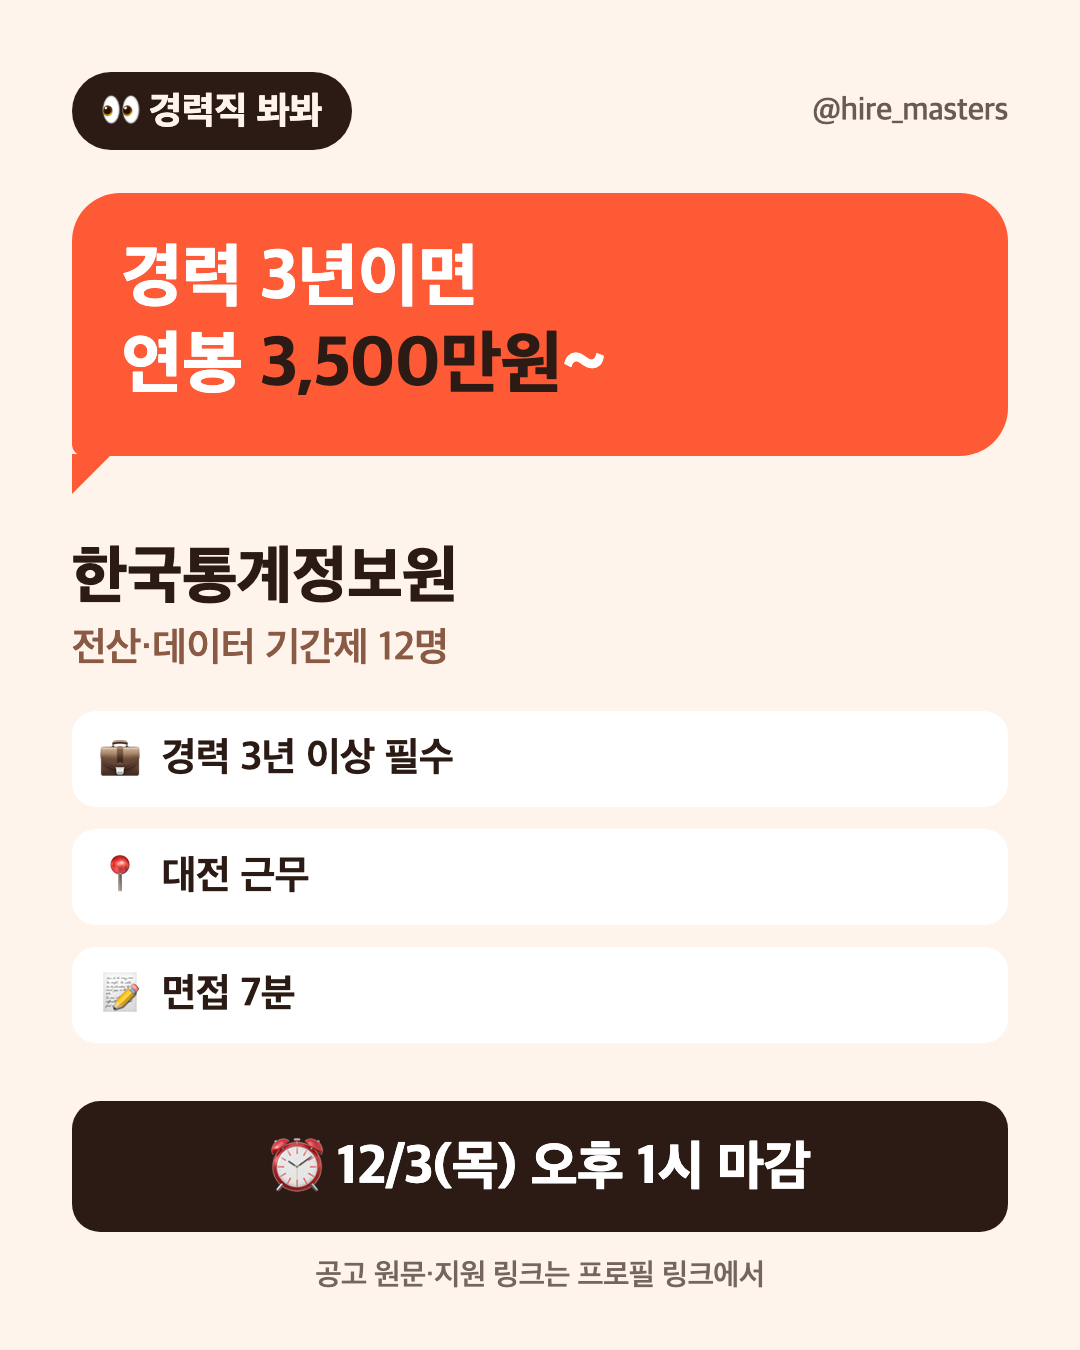 👀 경력직 봐봐
@hire_masters
경력 3년이면
연봉 3,500만원~
한국통계정보원
전산·데이터 기간제 12명
💼 경력 3년 이상 필수
📍 대전 근무
📝 면접 7분
⏰ 12/3(목) 오후 1시 마감
공고 원문·지원 링크는 프로필 링크에서